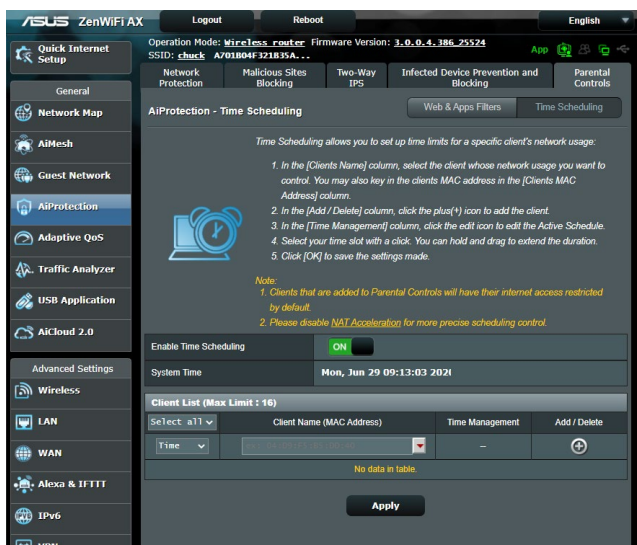 ASUS ZenWiFi AX Logout Reboot English
Quick Internet Setup
Operation Mode: Wireless router Firmware Version: 3.0.0.4.386_25524
SSID: chuck A701B04F321B35A... App
Network Protection Malicious Sites Blocking Two-Way IPS Infected Device Prevention and Blocking Parental Controls
General
Network Map
AiMesh
Guest Network
AiProtection
Adaptive QoS
Traffic Analyzer
USB Application
AiCloud 2.0
Advanced Settings
Wireless
LAN
WAN
Alexa & IFTTT
IPv6
VPN
AiProtection - Time Scheduling Web & Apps Filters Time Scheduling
Time Scheduling allows you to set up time limits for a specific client's network usage:
1. In the [Clients Name] column, select the client whose network usage you want to
control. You may also key in the clients MAC address in the [Clients MAC
Address] column.
2. In the [Add / Delete] column, click the plus(+) icon to add the client.
3. In the [Time Management] column, click the edit icon to edit the Active Schedule.
4. Select your time slot with a click. You can hold and drag to extend the duration.
5. Click [OK] to save the settings made.
Note:
1. Clients that are added to Parental Controls will have their internet access restricted
by default.
2. Please disable NAT Acceleration for more precise scheduling control.
Enable Time Scheduling ON
System Time Mon, Jun 29 09:13:03 202
Client List (Max Limit : 16)
Select all Client Name (MAC Address) Time Management Add / Delete
Time –
No data in table.
Apply